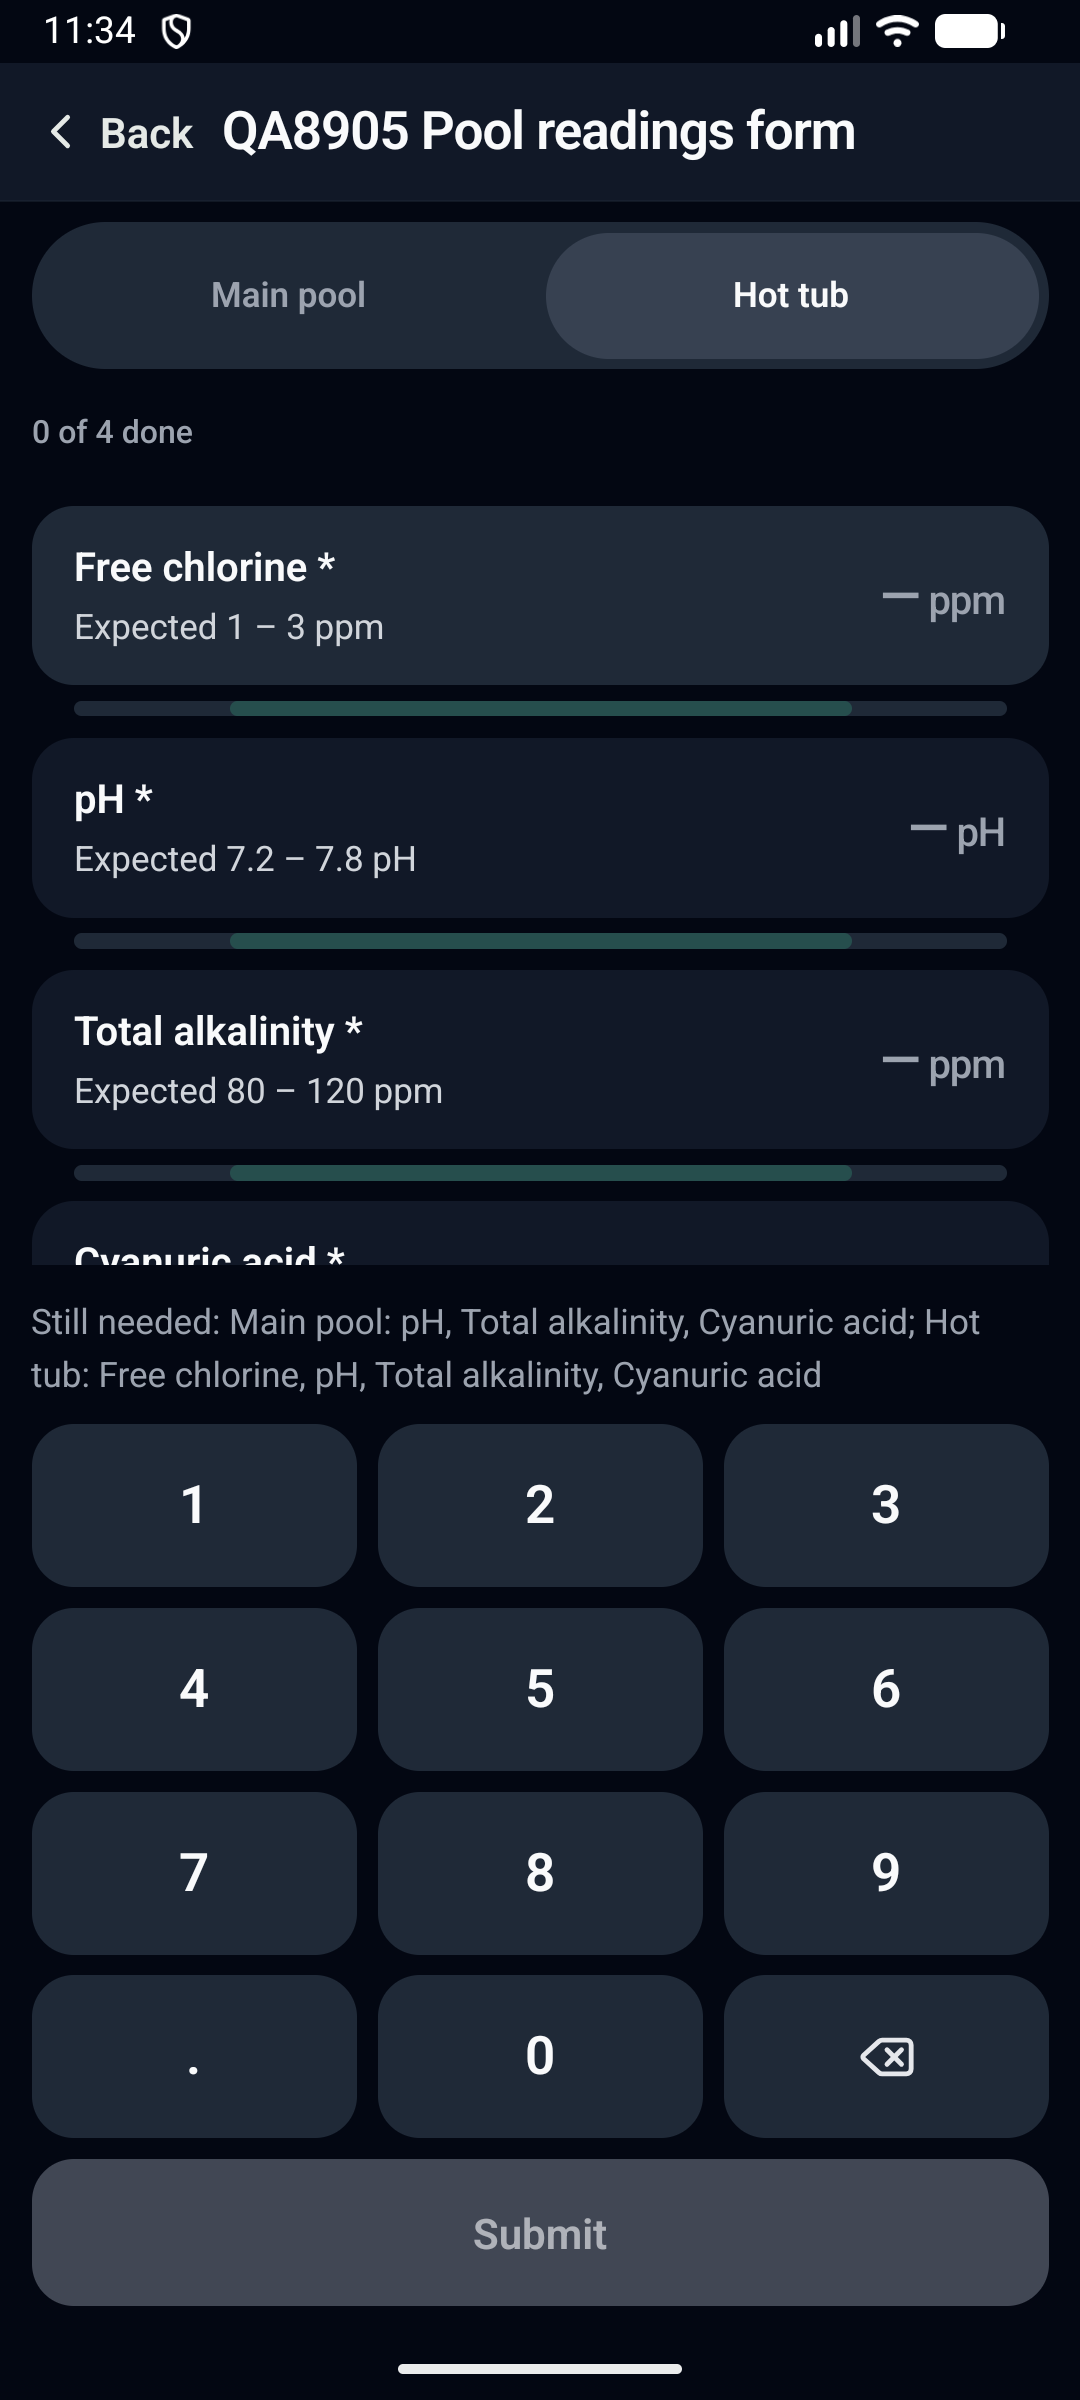 11:34
Back QA8905 Pool readings form
Main pool Hot tub
0 of 4 done
Free chlorine *
Expected 1 – 3 ppm
— ppm
pH *
Expected 7.2 – 7.8 pH
— pH
Total alkalinity *
Expected 80 – 120 ppm
— ppm
Cyanuric acid *
Still needed: Main pool: pH, Total alkalinity, Cyanuric acid; Hot
tub: Free chlorine, pH, Total alkalinity, Cyanuric acid
1 2 3
4 5 6
7 8 9
. 0
Submit